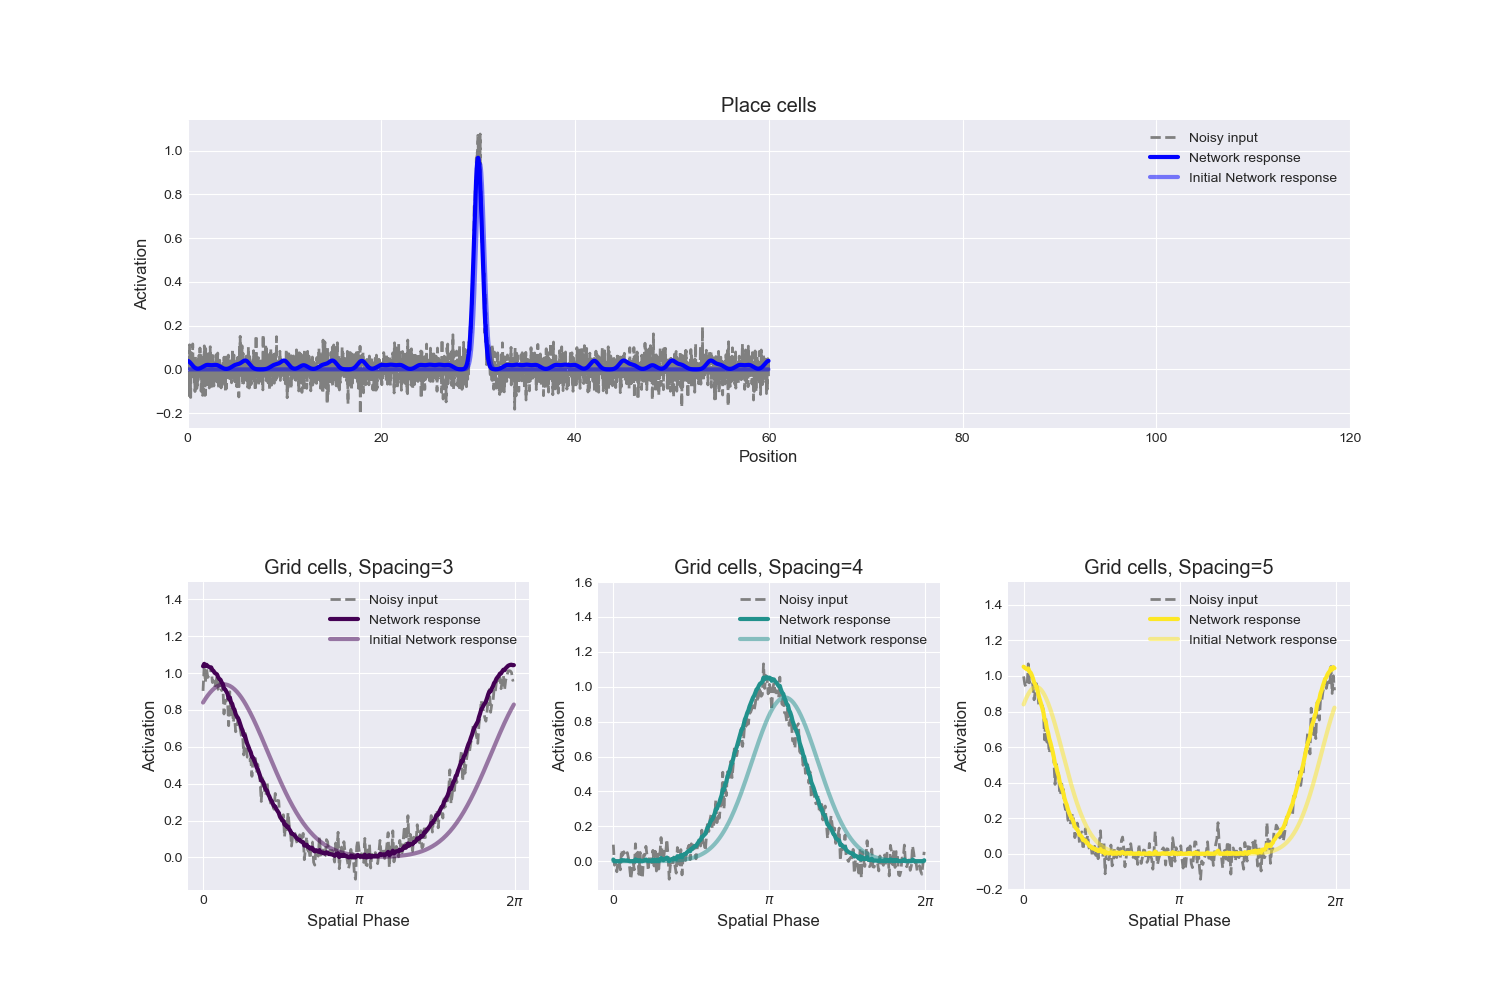 Place cells
Noisy input
Network response
Initial Network response
1.0
0.8
0.6
0.4
0.2
0.0
−0.2
Activation
0 20 40 60 80 100 120
Position
Grid cells, Spacing=3
Noisy input
Network response
Initial Network response
1.4
1.2
1.0
0.8
0.6
0.4
0.2
0.0
Activation
0 π 2π
Spatial Phase
Grid cells, Spacing=4
Noisy input
Network response
Initial Network response
1.6
1.4
1.2
1.0
0.8
0.6
0.4
0.2
0.0
Activation
0 π 2π
Spatial Phase
Grid cells, Spacing=5
Noisy input
Network response
Initial Network response
1.4
1.2
1.0
0.8
0.6
0.4
0.2
0.0
−0.2
Activation
0 π 2π
Spatial Phase